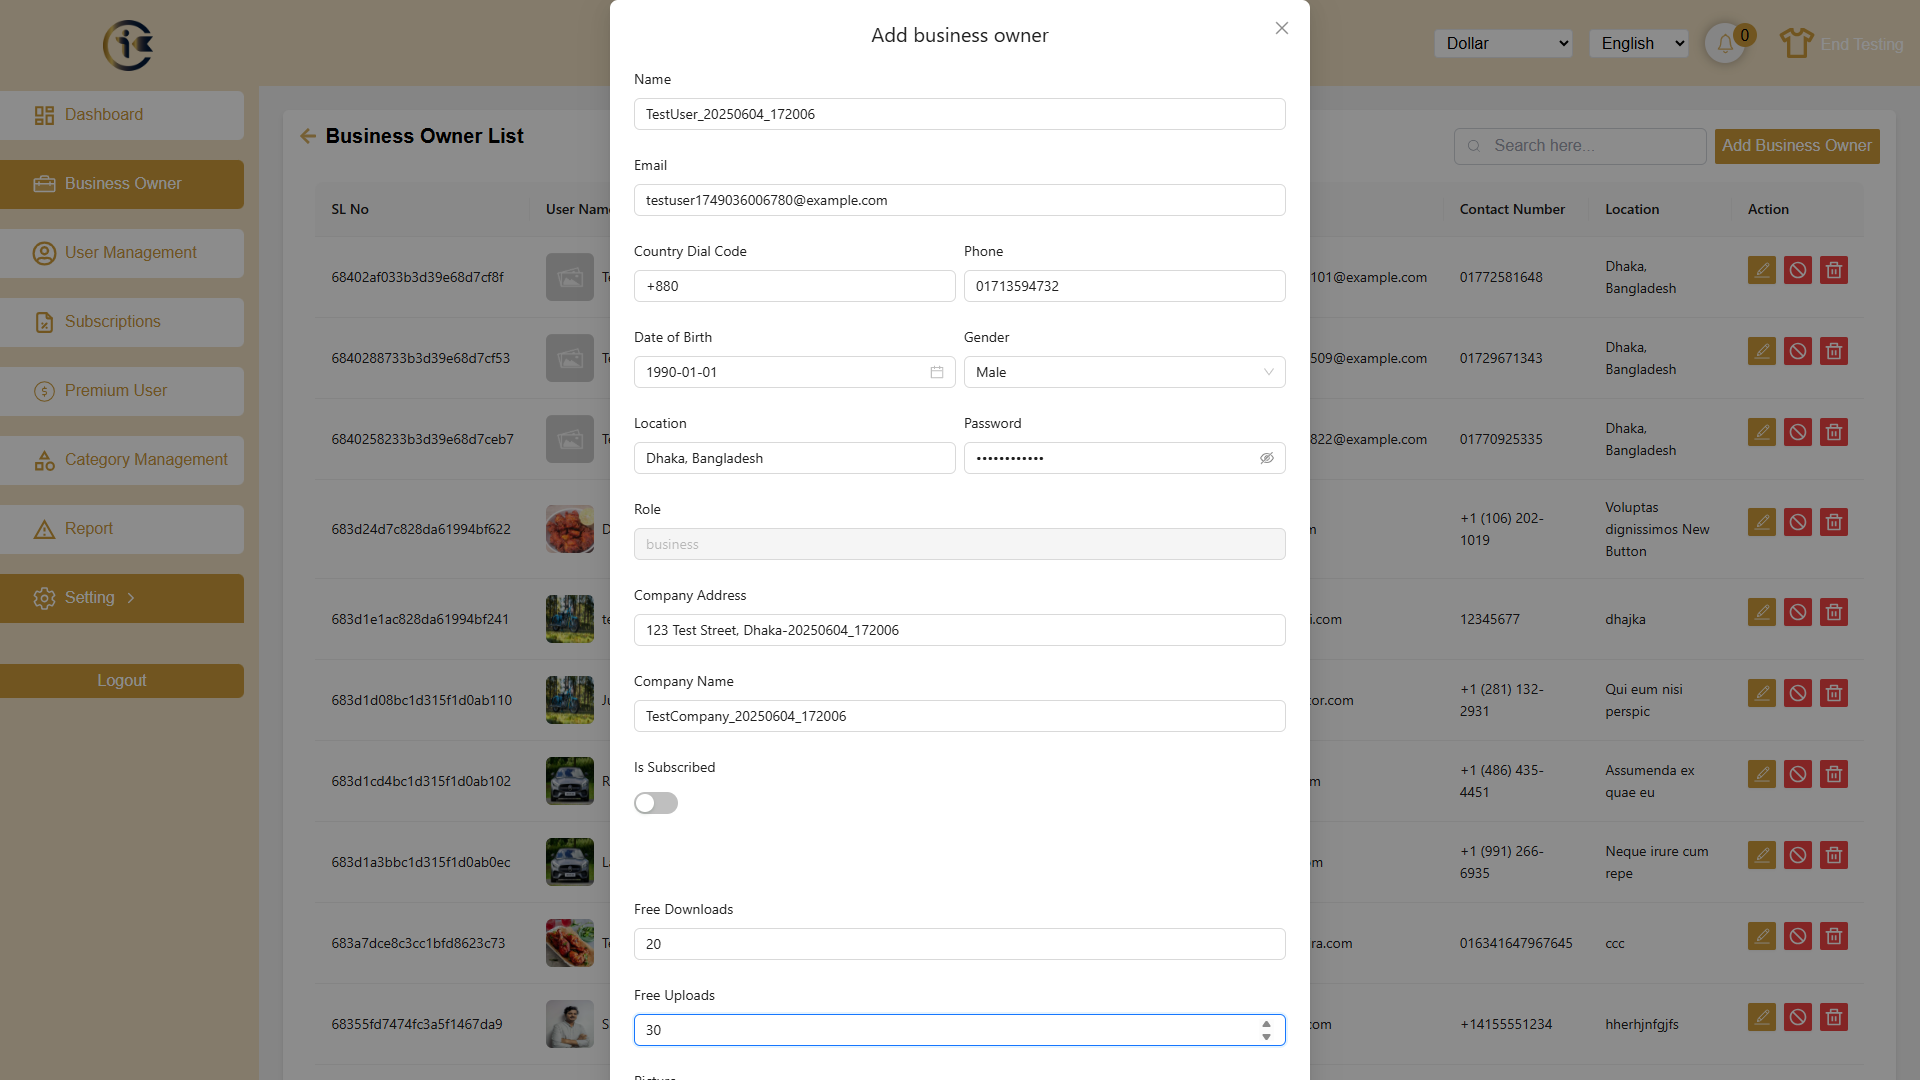 Dollar
English
0
End Testing
Dashboard
Business Owner
User Management
Subscriptions
Premium User
Category Management
Report
Setting
Logout
Business Owner List
Search here...
Add Business Owner
SL No
User Name
Contact Number
Location
Action
68402af033b3d39e68d7cf8f
101@example.com
01772581648
Dhaka,
Bangladesh
6840288733b3d39e68d7cf53
509@example.com
01729671343
Dhaka,
Bangladesh
6840258233b3d39e68d7ceb7
822@example.com
01770925335
Dhaka,
Bangladesh
683d24d7c828da61994bf622
+1 (106) 202-
1019
Voluptas
dignissimos New
Button
683d1e1ac828da61994bf241
i.com
12345677
dhajka
683d1d08bc1d315f1d0ab110
tor.com
+1 (281) 132-
2931
Qui eum nisi
perspic
683d1cd4bc1d315f1d0ab102
+1 (486) 435-
4451
Assumenda ex
quae eu
683d1a3bbc1d315f1d0ab0ec
+1 (991) 266-
6935
Neque irure cum
repe
683a7dce8c3cc1bfd8623c73
ra.com
016341647967645
ccc
68355fd7474fc3a5f1467da9
com
+14155551234
hherhjnfgjfs
Add business owner
Name
TestUser_20250604_172006
Email
testuser1749036006780@example.com
Country Dial Code
Phone
+880
01713594732
Date of Birth
Gender
1990-01-01
Male
Location
Password
Dhaka, Bangladesh
••••••••••••
Role
business
Company Address
123 Test Street, Dhaka-20250604_172006
Company Name
TestCompany_20250604_172006
Is Subscribed
Free Downloads
20
Free Uploads
30
Picture